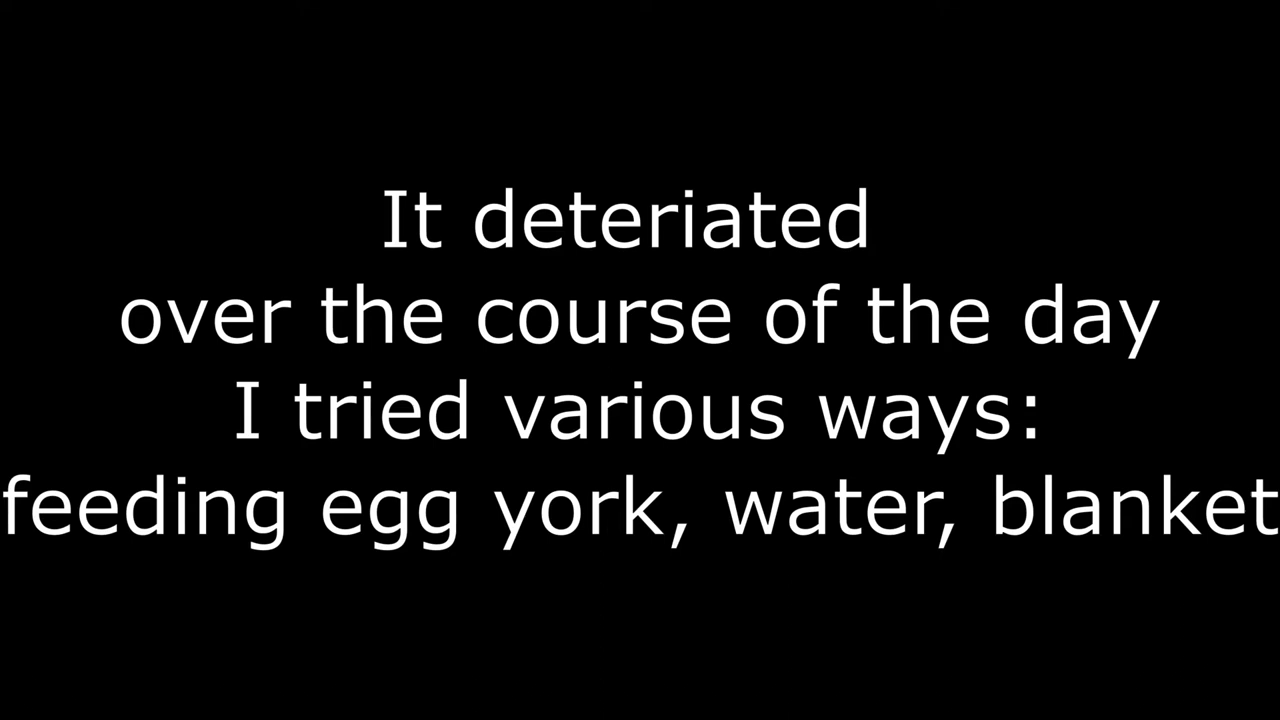 It deteriated
over the course of the day
I tried various ways:
feeding egg york, water, blanket